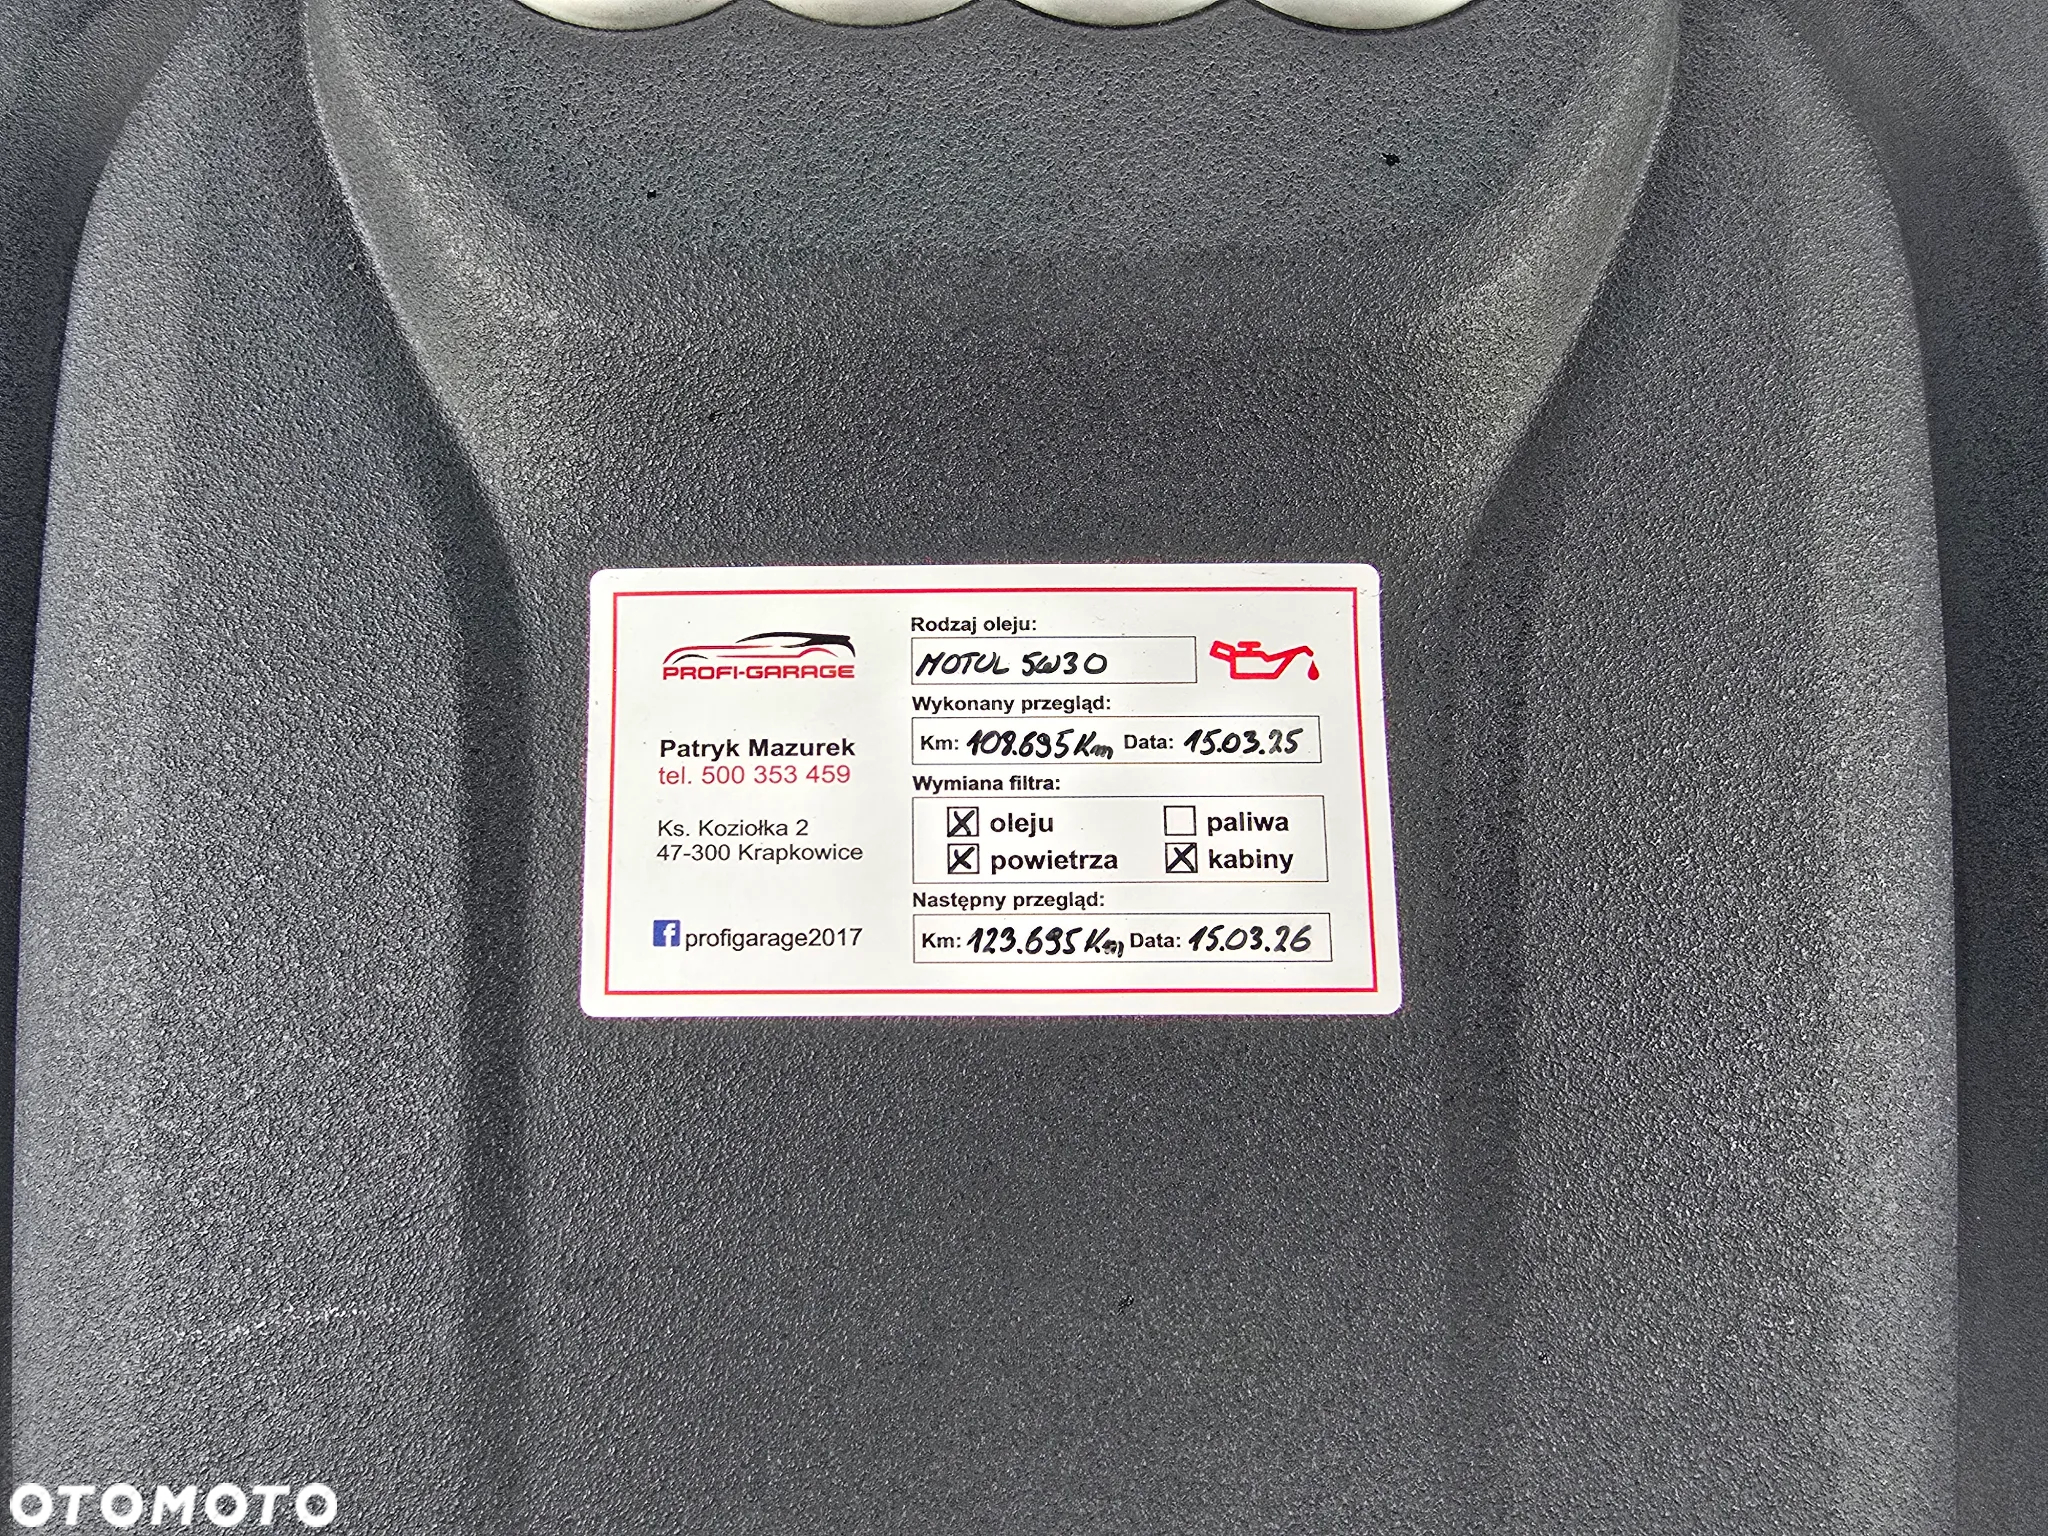 PROFI-GARAGE
Patryk Mazurek
tel. 500 353 459
Ks. Koziołka 2
47-300 Krapkowice
f profigarage2017
Rodzaj oleju:
MOTUL 5W30
Wykonany przegląd:
Km: 108.695 Km Data: 15.03.25
Wymiana filtra:
oleju paliwa
powietrza kabiny
Następny przegląd:
Km: 123.695 Km Data: 15.03.26
OTOMOTO